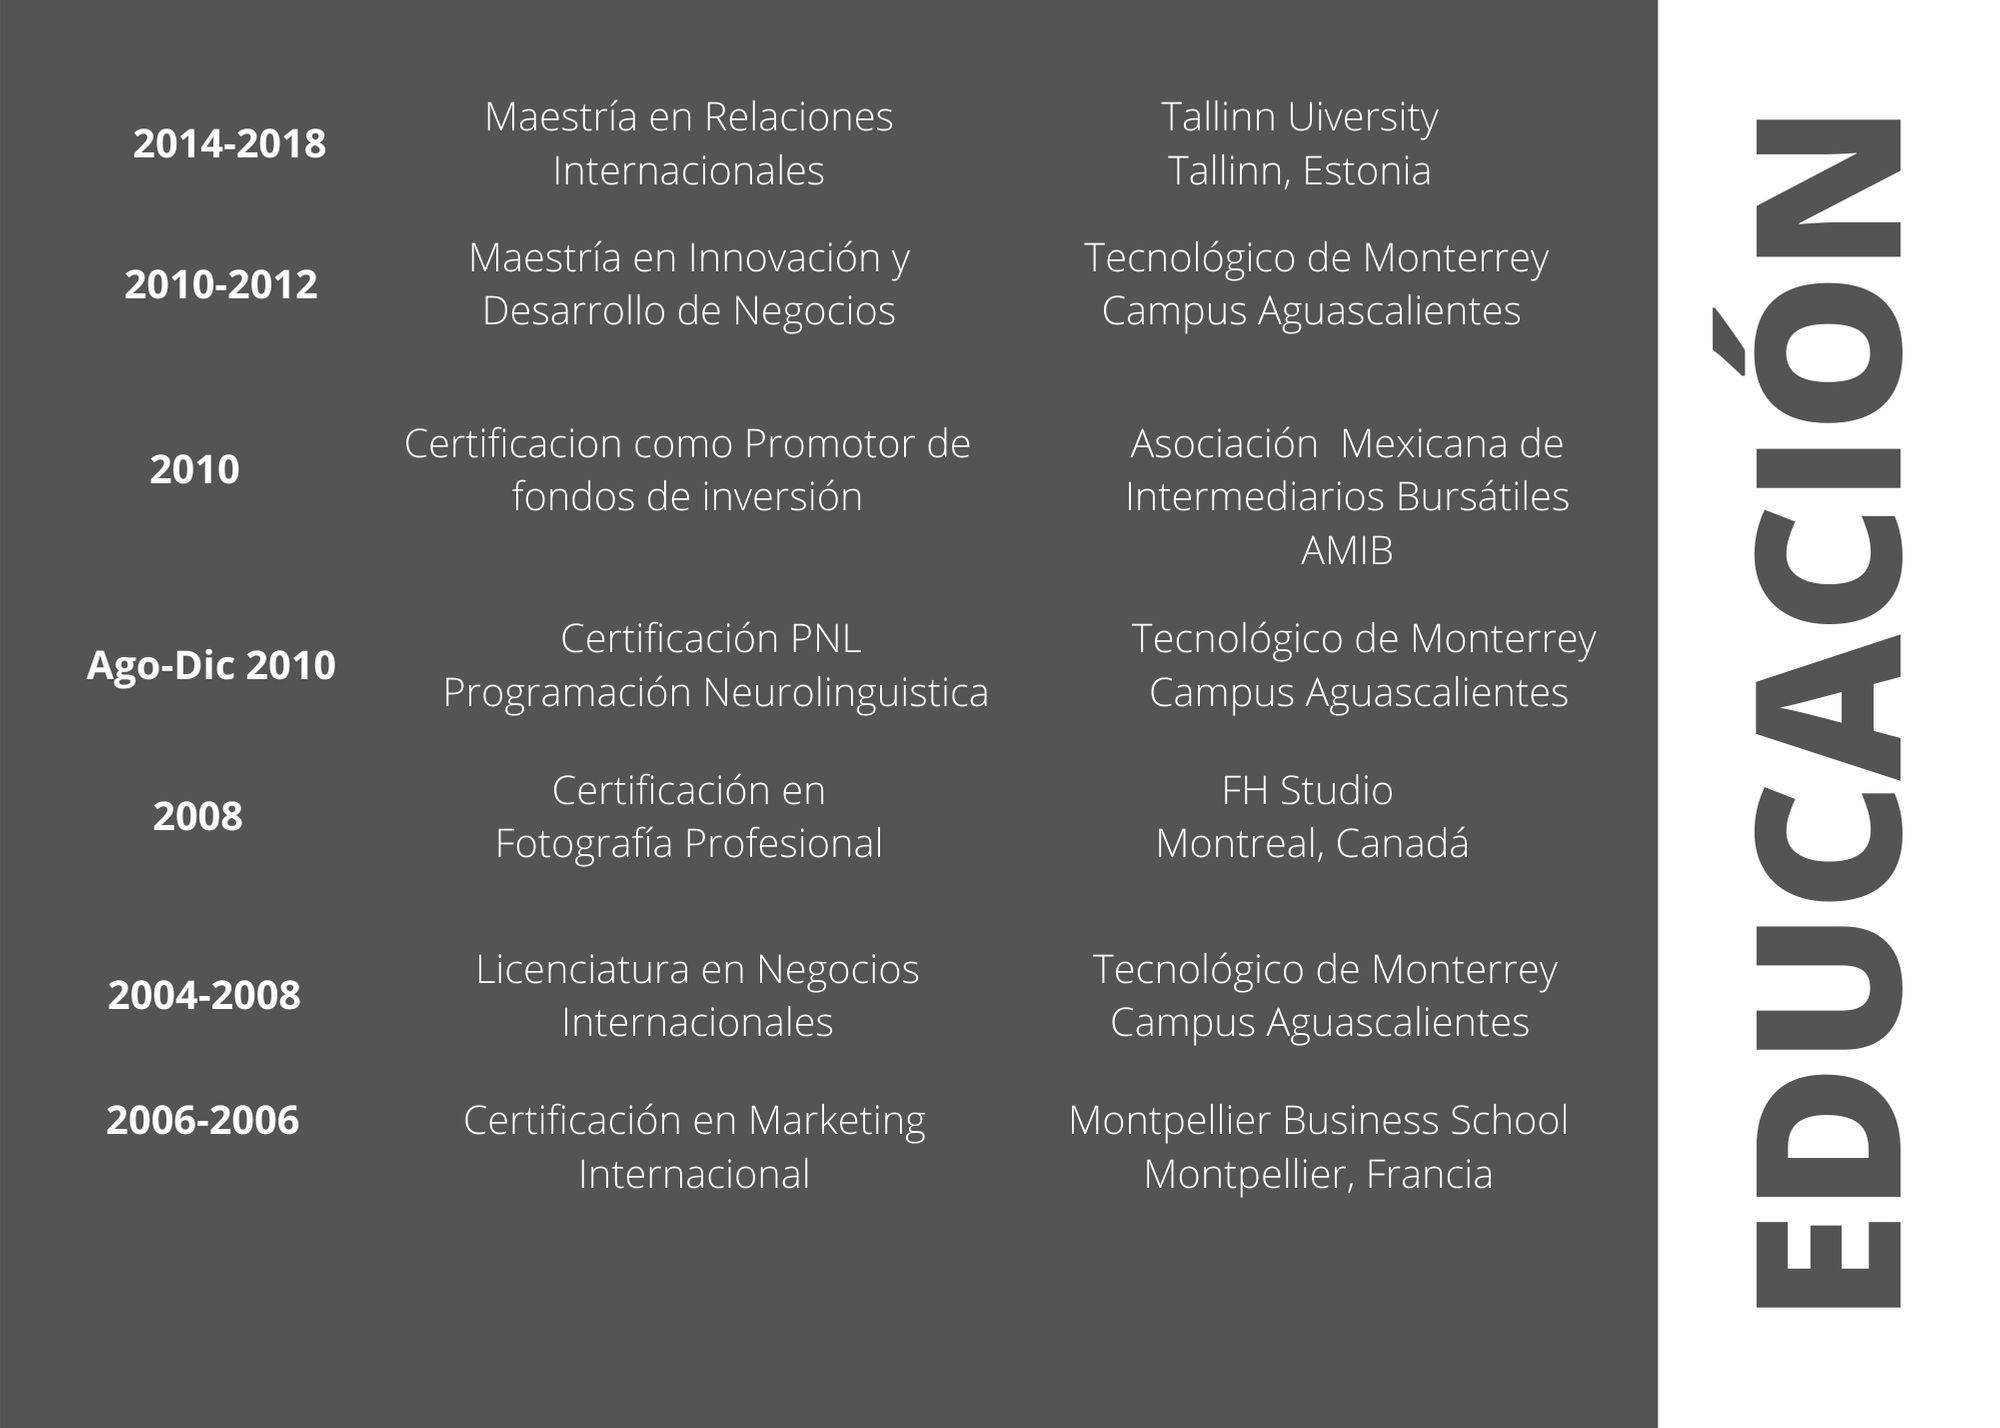 2014-2018
Maestría en Relaciones
Internacionales
Tallinn Uiversity
Tallinn, Estonia
2010-2012
Maestría en Innovación y
Desarrollo de Negocios
Tecnológico de Monterrey
Campus Aguascalientes
2010
Certificacion como Promotor de
fondos de inversión
Asociación  Mexicana de
Intermediarios Bursátiles
AMIB
Ago-Dic 2010
Certificación PNL
Programación Neurolinguistica
Tecnológico de Monterrey
Campus Aguascalientes
2008
Certificación en
Fotografía Profesional
FH Studio
Montreal, Canadá
2004-2008
Licenciatura en Negocios
Internacionales
Tecnológico de Monterrey
Campus Aguascalientes
2006-2006
Certificación en Marketing
Internacional
Montpellier Business School
Montpellier, Francia
EDUCACIÓN